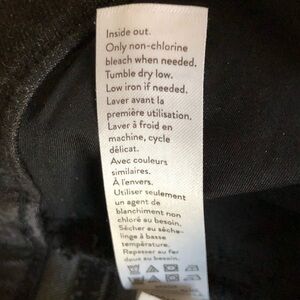 Inside out.
Only non-chlorine
bleach when needed.
Tumble dry low.
Low iron if needed.
Laver avant la
première utilisation.
Laver à froid en
machine, cycle
délicat.
Avec couleurs
similaires.
À l'envers.
Utiliser seulement
un agent de
blanchiment non
chloré au besoin.
Sécher au sèche-
linge à basse
température.
Repasser au fer
doux au besoin.